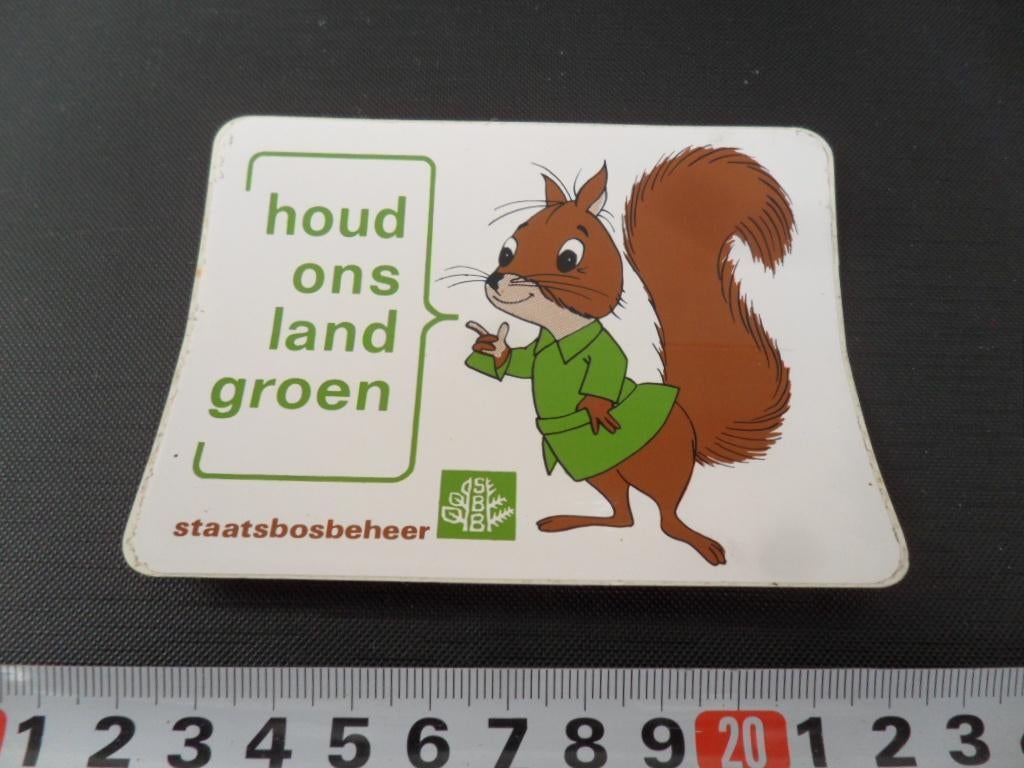 houd
ons
land
groen
staatsbosbeheer
SBB
1 2 3 4 5 6 7 8 9 20 1 2 3